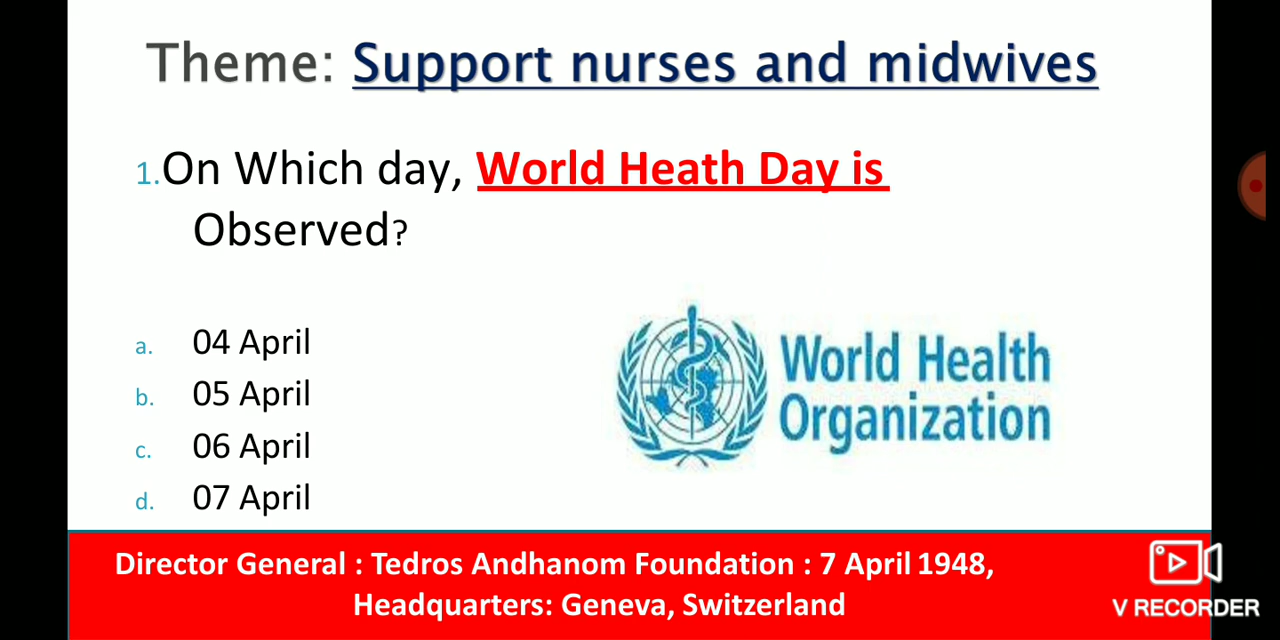 Theme: Support nurses and midwives
1.On Which day, World Heath Day is
Observed?
a. 04 April
b. 05 April
c. 06 April
d. 07 April
World Health
Organization
Director General : Tedros Andhanom Foundation : 7 April 1948,
Headquarters: Geneva, Switzerland
V RECORDER